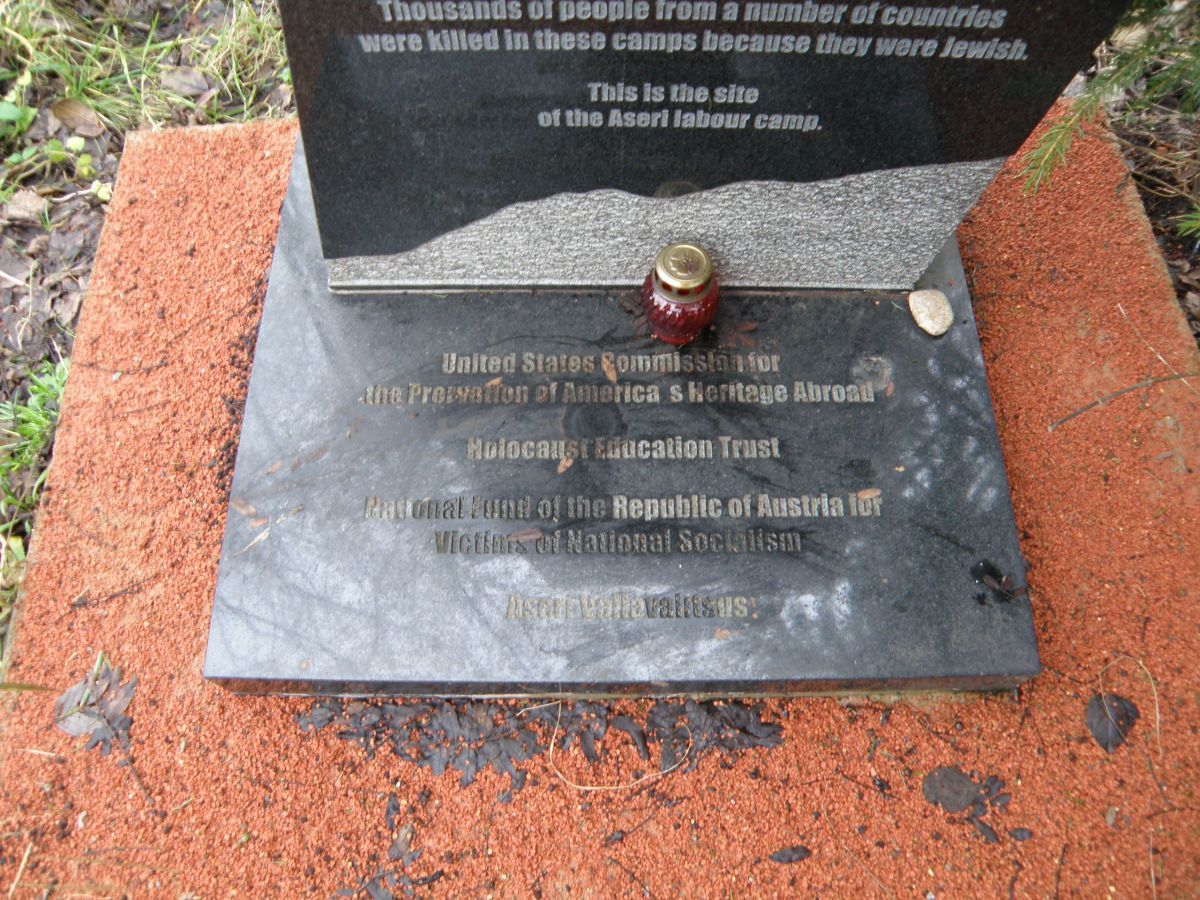 Thousands of people from a number of countries
were killed in these camps because they were Jewish.
This is the site
of the Aseri labour camp.
United States Commission for
the Prervation of America s Heritage Abroad
Holocaust Education Trust
National Fund of the Republic of Austria for
Victims of National Socialism
Aseri Vallavalitsus